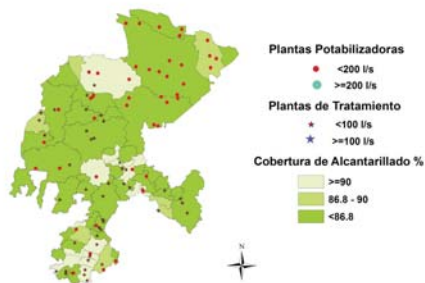 Plantas Potabilizadoras
<200 l/s
>=200 l/s
Plantas de Tratamiento
<100 l/s
>=100 l/s
Cobertura de Alcantarillado %
>=90
86.8 - 90
<86.8
N